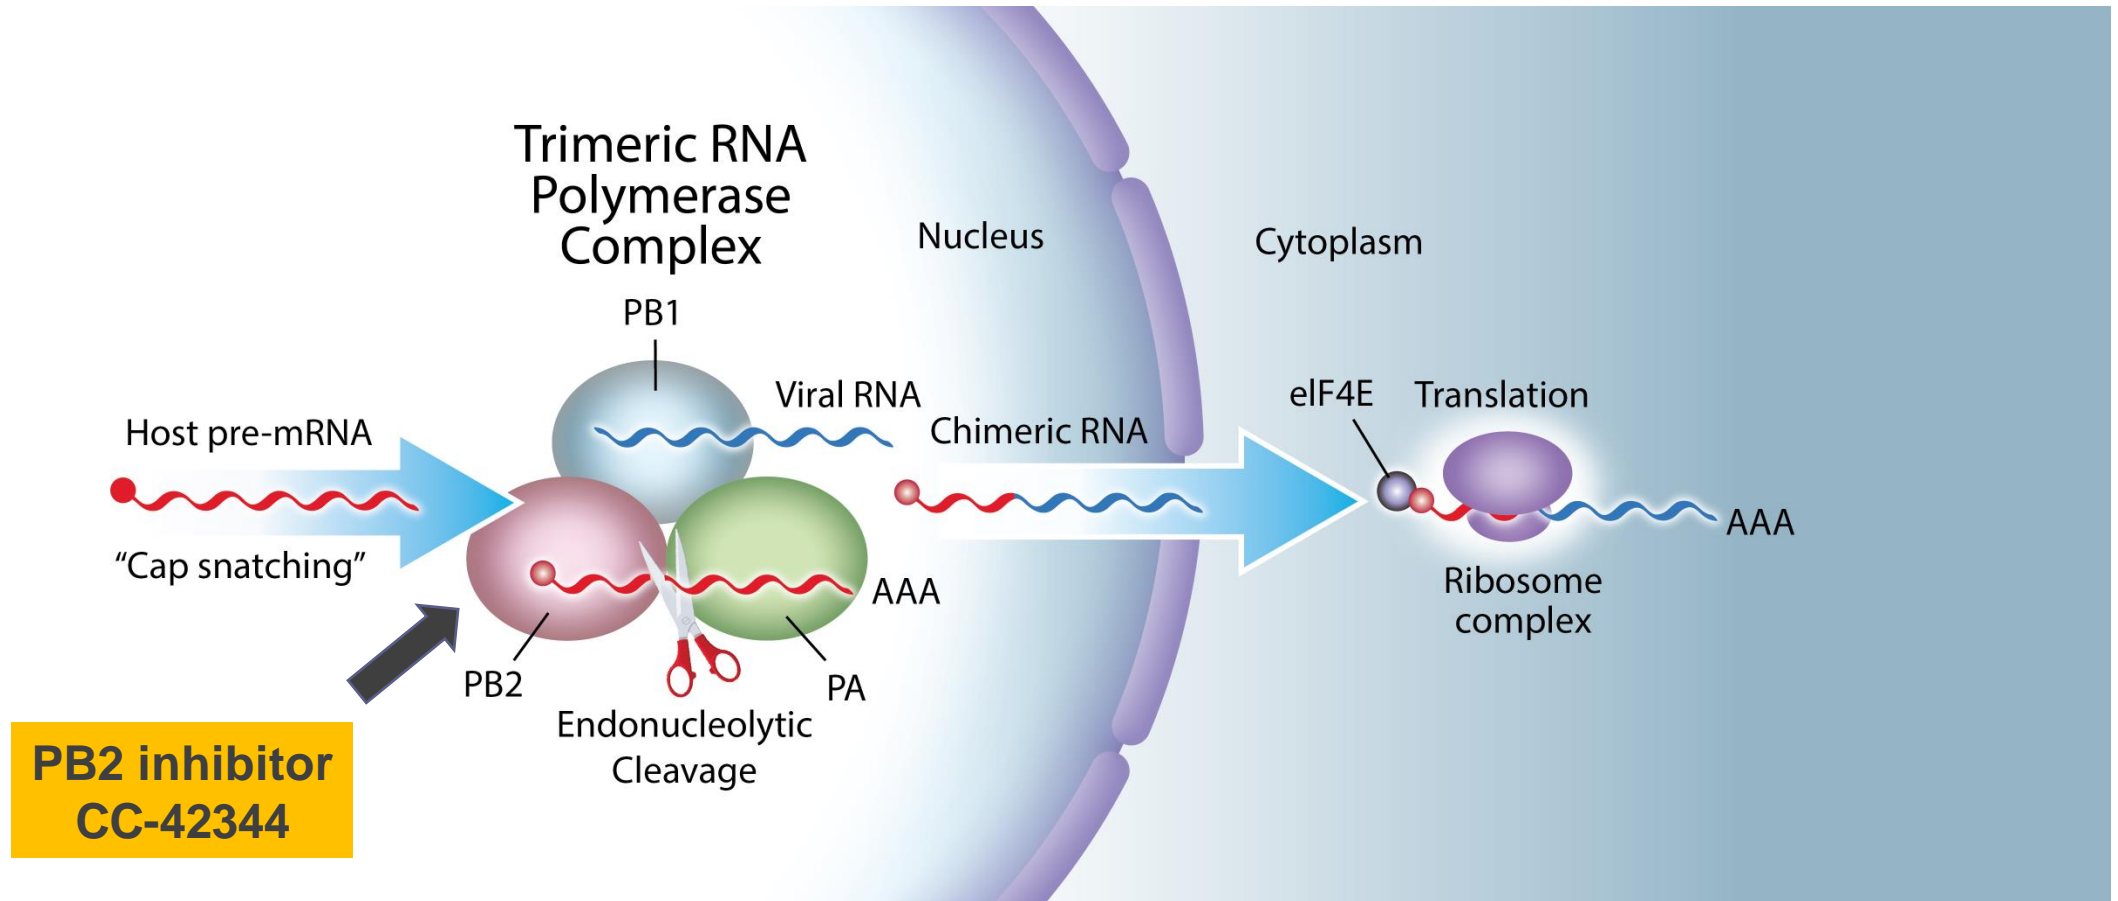 Trimeric RNA
Polymerase
Complex
PB1
Nucleus
Cytoplasm
Host pre-mRNA
Viral RNA
Chimeric RNA
eIF4E
Translation
“Cap snatching”
AAA
AAA
Ribosome
complex
PB2
PA
Endonucleolytic
Cleavage
PB2 inhibitor
CC-42344